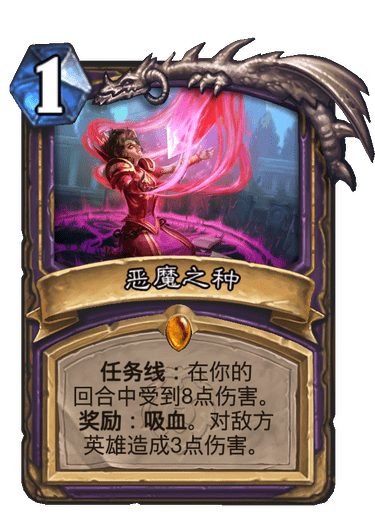 1
恶魔之种
任务线：在你的
回合中受到8点伤害。
奖励：吸血。对敌方
英雄造成3点伤害。